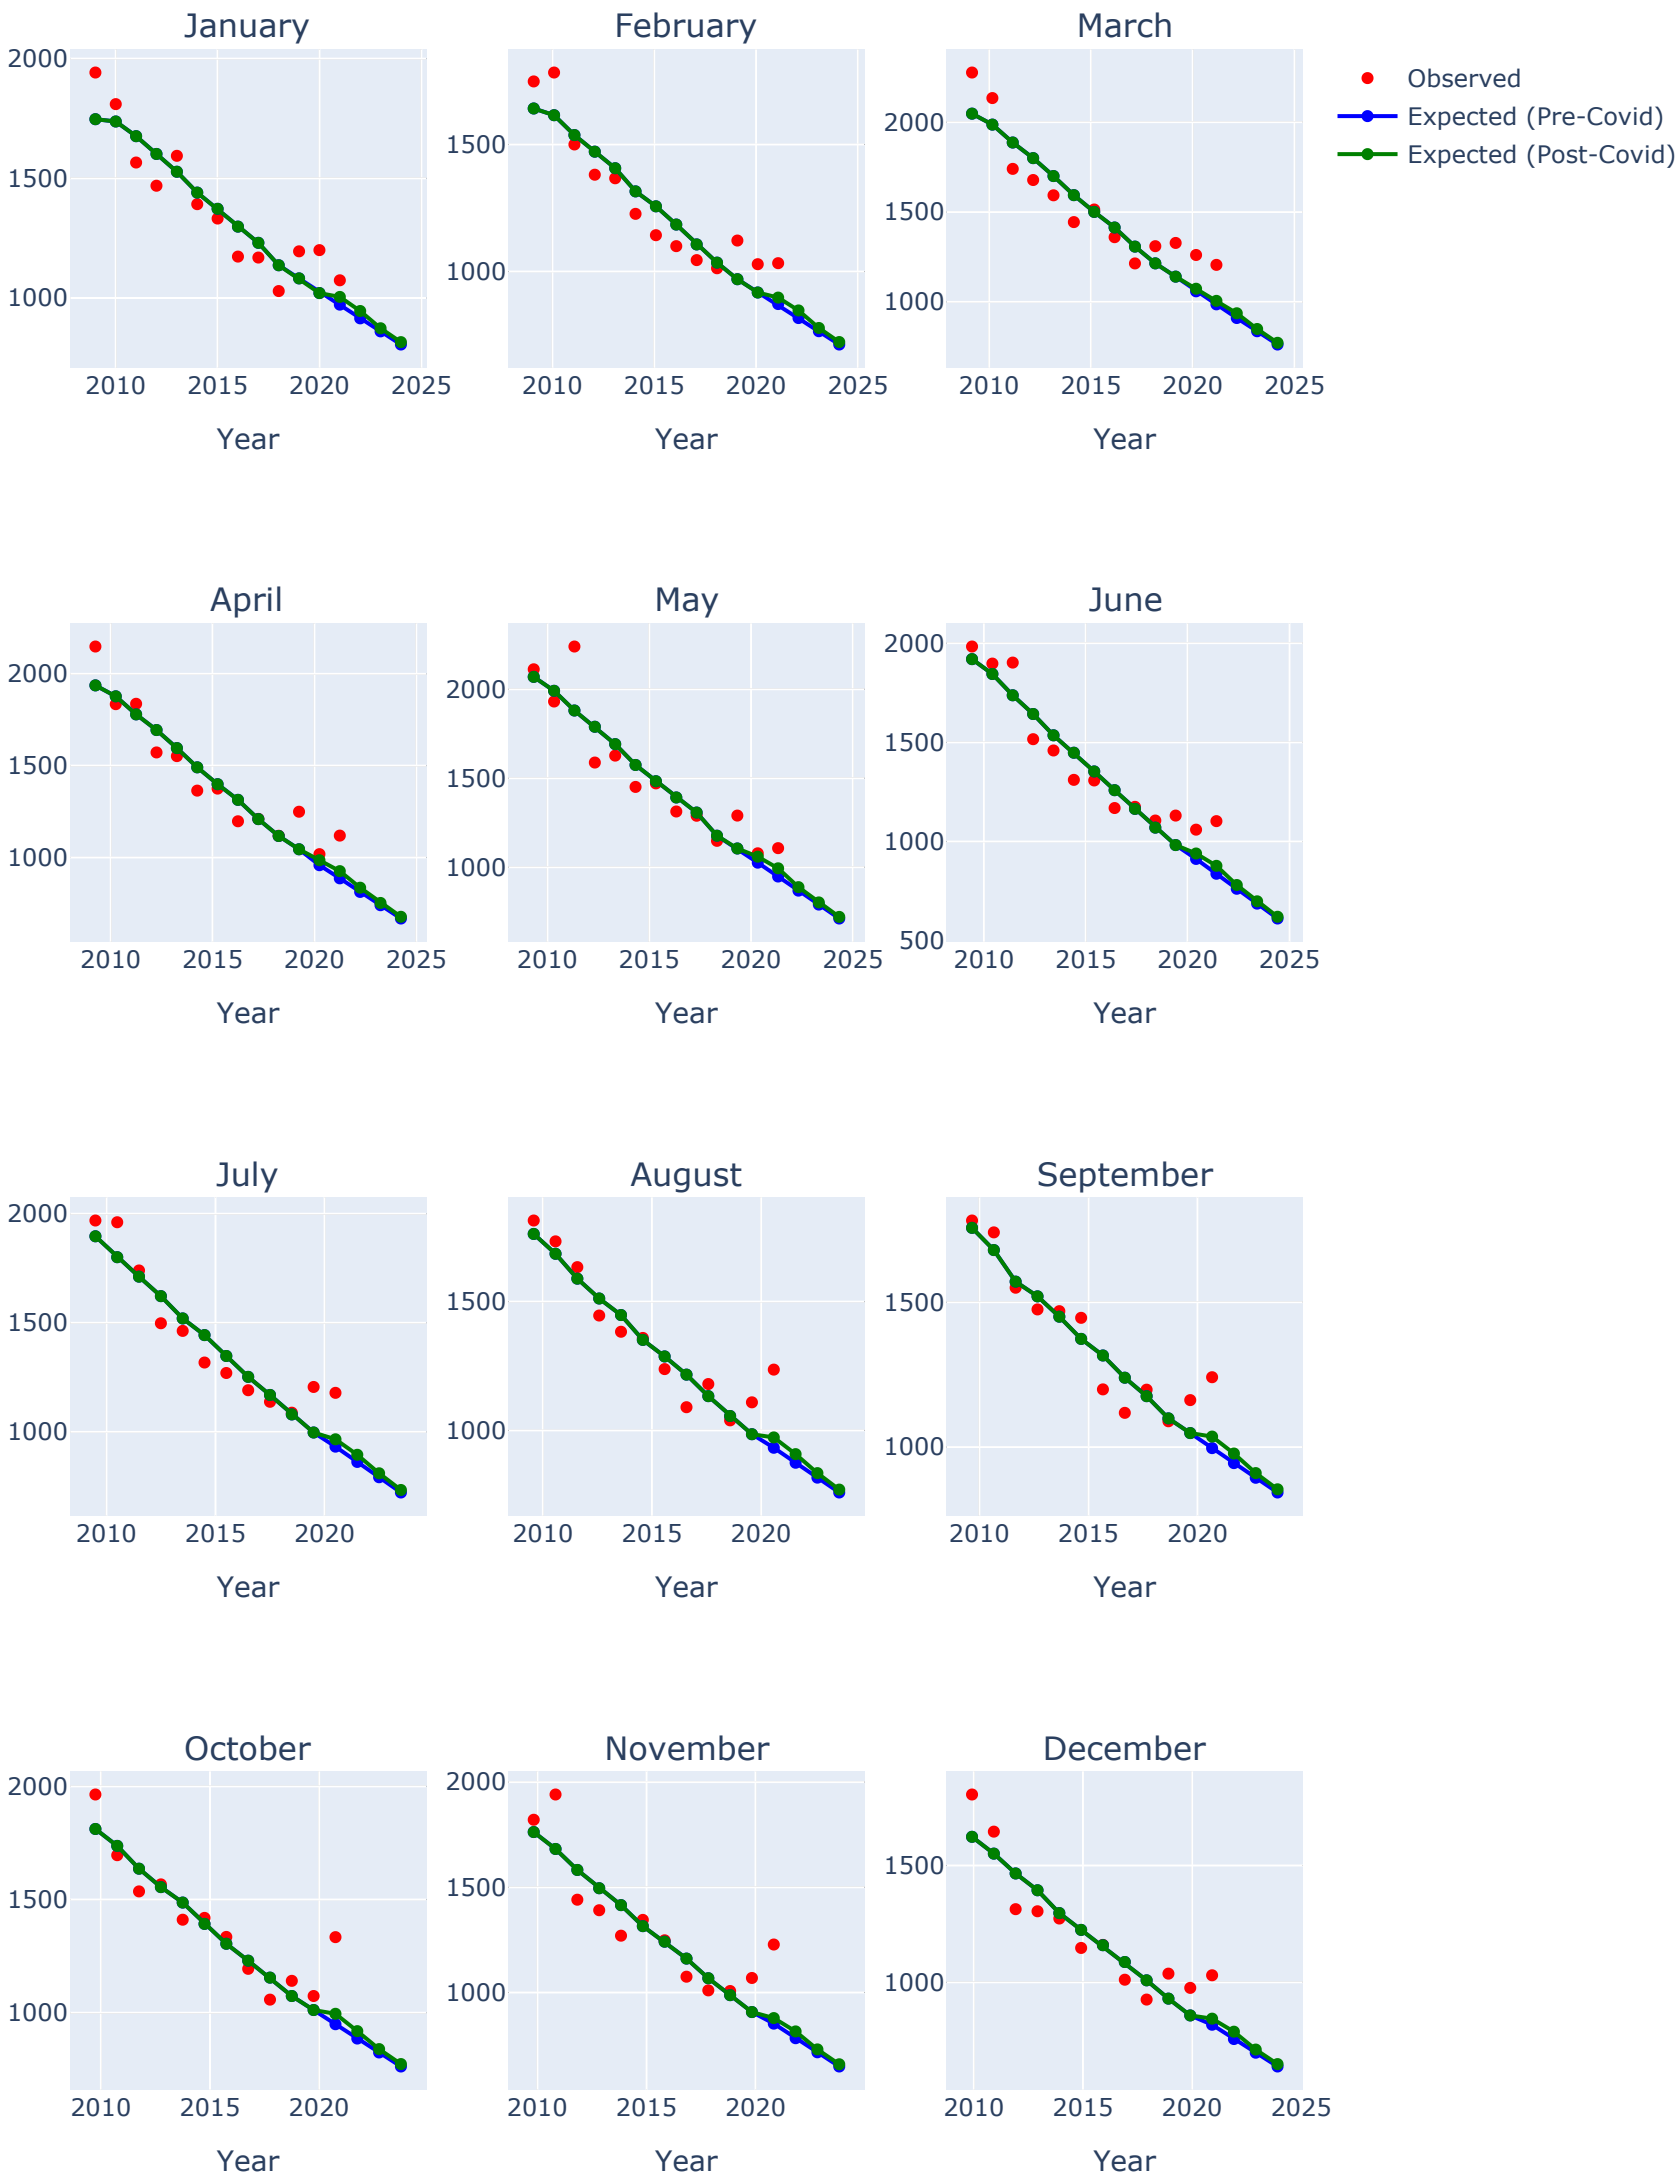 January
February
March
2000
1500
1000
2010
2015
2020
2025
Year
1500
1000
2010
2015
2020
2025
Year
2000
1500
1000
2010
2015
2020
2025
Year
Observed
Expected (Pre-Covid)
Expected (Post-Covid)
April
May
June
2000
1500
1000
2010
2015
2020
2025
Year
2000
1500
1000
2010
2015
2020
2025
Year
2000
1500
1000
500
2010
2015
2020
2025
Year
July
August
September
2000
1500
1000
2010
2015
2020
Year
1500
1000
2010
2015
2020
Year
1500
1000
2010
2015
2020
Year
October
November
December
2000
1500
1000
2010
2015
2020
Year
2000
1500
1000
2010
2015
2020
Year
1500
1000
2010
2015
2020
2025
Year